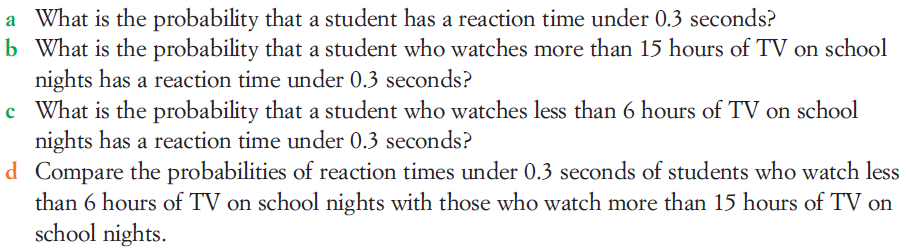 a What is the probability that a student has a reaction time under 0.3 seconds?
b What is the probability that a student who watches more than 15 hours of TV on school
nights has a reaction time under 0.3 seconds?
c What is the probability that a student who watches less than 6 hours of TV on school
nights has a reaction time under 0.3 seconds?
d Compare the probabilities of reaction times under 0.3 seconds of students who watch less
than 6 hours of TV on school nights with those who watch more than 15 hours of TV on
school nights.